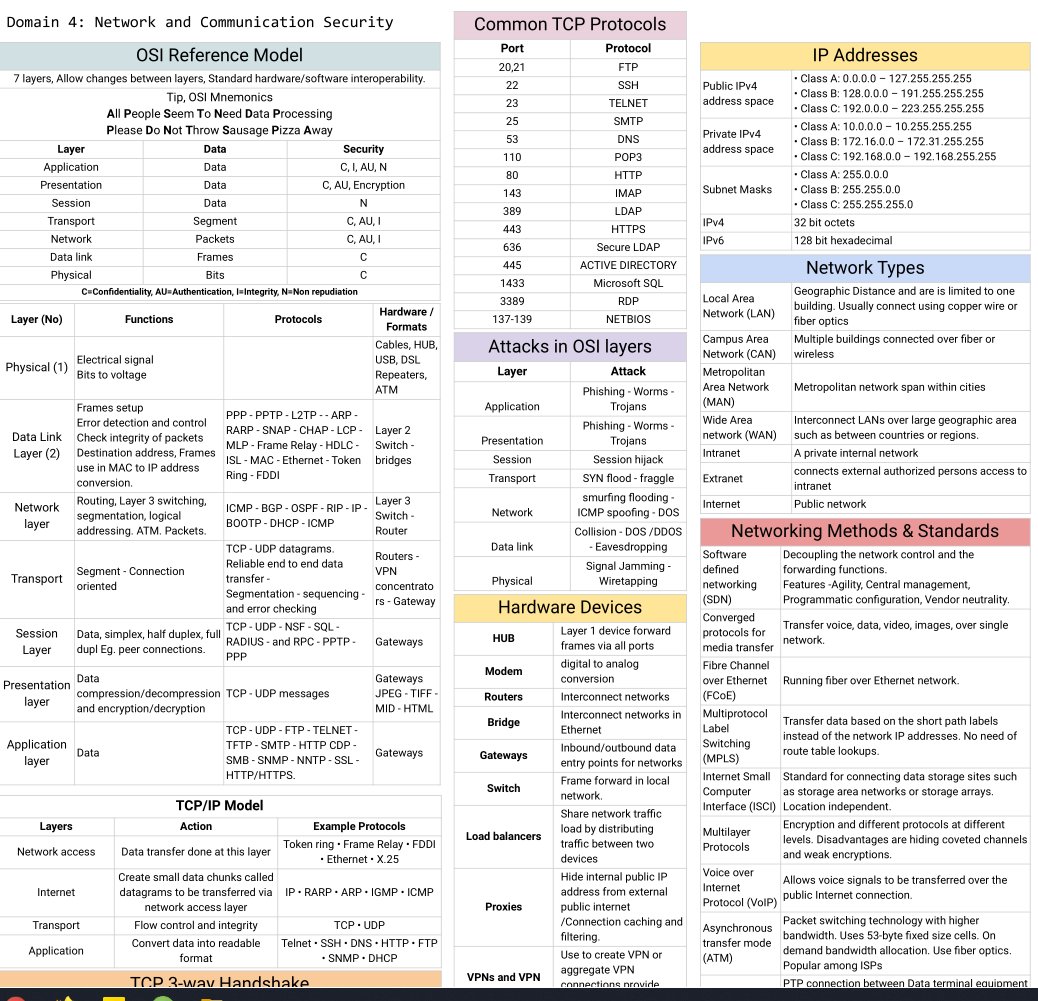 Domain 4: Network and Communication Security
OSI Reference Model
7 layers, Allow changes between layers, Standard hardware/software interoperability.
Tip, OSI Mnemonics
All People Seem To Need Data Processing
Please Do Not Throw Sausage Pizza Away
Layer Data Security
Application Data C, I, AU, N
Presentation Data C, AU, Encryption
Session Data N
Transport Segment C, AU, I
Network Packets C, AU, I
Data link Frames C
Physical Bits C
C=Confidentiality, AU=Authentication, I=Integrity, N=Non repudiation
Layer (No) Functions Protocols Hardware /
Formats
Physical (1)
Electrical signal
Bits to voltage
Cables, HUB,
USB, DSL
Repeaters,
ATM
Data Link
Layer (2)
Frames setup
Error detection and control
Check integrity of packets
Destination address, Frames
use in MAC to IP address
conversion.
PPP - PPTP - L2TP - - ARP -
RARP - SNAP - CHAP - LCP -
MLP - Frame Relay - HDLC -
ISL - MAC - Ethernet - Token
Ring - FDDI
Layer 2
Switch -
bridges
Network
layer
Routing, Layer 3 switching,
segmentation, logical
addressing. ATM. Packets.
ICMP - BGP - OSPF - RIP - IP -
BOOTP - DHCP - ICMP
Layer 3
Switch -
Router
Transport
Segment - Connection
oriented
TCP - UDP datagrams.
Reliable end to end data
transfer -
Segmentation - sequencing -
and error checking
Routers -
VPN
concentrato
rs - Gateway
Session
Layer
Data, simplex, half duplex, full
dupl Eg. peer connections.
TCP - UDP - NSF - SQL -
RADIUS - and RPC - PPTP -
PPP
Gateways
Presentation
layer
Data
compression/decompression
and encryption/decryption
TCP - UDP messages
Gateways
JPEG - TIFF -
MID - HTML
Application
layer
Data
TCP - UDP - FTP - TELNET -
TFTP - SMTP - HTTP CDP -
SMB - SNMP - NNTP - SSL -
HTTP/HTTPS.
Gateways
TCP/IP Model
Layers Action Example Protocols
Network access
Data transfer done at this layer
Token ring • Frame Relay • FDDI
• Ethernet • X.25
Internet
Create small data chunks called
datagrams to be transferred via
network access layer
IP • RARP • ARP • IGMP • ICMP
Transport Flow control and integrity TCP • UDP
Application
Convert data into readable
format
Telnet • SSH • DNS • HTTP • FTP
• SNMP • DHCP
TCP 3-way Handshake
Common TCP Protocols
Port Protocol
20,21 FTP
22 SSH
23 TELNET
25 SMTP
53 DNS
110 POP3
80 HTTP
143 IMAP
389 LDAP
443 HTTPS
636 Secure LDAP
445 ACTIVE DIRECTORY
1433 Microsoft SQL
3389 RDP
137-139 NETBIOS
Attacks in OSI layers
Layer Attack
Application
Phishing - Worms -
Trojans
Presentation
Phishing - Worms -
Trojans
Session Session hijack
Transport SYN flood - fraggle
Network
smurfing flooding -
ICMP spoofing - DOS
Data link
Collision - DOS /DDOS
- Eavesdropping
Physical
Signal Jamming -
Wiretapping
Hardware Devices
HUB
Layer 1 device forward
frames via all ports
Modem
digital to analog
conversion
Routers Interconnect networks
Bridge
Interconnect networks in
Ethernet
Gateways
Inbound/outbound data
entry points for networks
Switch
Frame forward in local
network.
Load balancers
Share network traffic
load by distributing
traffic between two
devices
Proxies
Hide internal public IP
address from external
public internet
/Connection caching and
filtering.
VPNs and VPN
Use to create VPN or
aggregate VPN
connections provide
IP Addresses
Public IPv4
address space
• Class A: 0.0.0.0 – 127.255.255.255
• Class B: 128.0.0.0 – 191.255.255.255
• Class C: 192.0.0.0 – 223.255.255.255
Private IPv4
address space
• Class A: 10.0.0.0 – 10.255.255.255
• Class B: 172.16.0.0 – 172.31.255.255
• Class C: 192.168.0.0 – 192.168.255.255
Subnet Masks
• Class A: 255.0.0.0
• Class B: 255.255.0.0
• Class C: 255.255.255.0
IPv4 32 bit octets
IPv6 128 bit hexadecimal
Network Types
Local Area
Network (LAN)
Geographic Distance and are is limited to one
building. Usually connect using copper wire or
fiber optics
Campus Area
Network (CAN)
Multiple buildings connected over fiber or
wireless
Metropolitan
Area Network
(MAN)
Metropolitan network span within cities
Wide Area
network (WAN)
Interconnect LANs over large geographic area
such as between countries or regions.
Intranet A private internal network
Extranet
connects external authorized persons access to
intranet
Internet Public network
Networking Methods & Standards
Software
defined
networking
(SDN)
Decoupling the network control and the
forwarding functions.
Features -Agility, Central management,
Programmatic configuration, Vendor neutrality.
Converged
protocols for
media transfer
Transfer voice, data, video, images, over single
network.
Fibre Channel
over Ethernet
(FCoE)
Running fiber over Ethernet network.
Multiprotocol
Label
Switching
(MPLS)
Transfer data based on the short path labels
instead of the network IP addresses. No need of
route table lookups.
Internet Small
Computer
Interface (ISCI)
Standard for connecting data storage sites such
as storage area networks or storage arrays.
Location independent.
Multilayer
Protocols
Encryption and different protocols at different
levels. Disadvantages are hiding coveted channels
and weak encryptions.
Voice over
Internet
Protocol (VoIP)
Allows voice signals to be transferred over the
public Internet connection.
Asynchronous
transfer mode
(ATM)
Packet switching technology with higher
bandwidth. Uses 53-byte fixed size cells. On
demand bandwidth allocation. Use fiber optics.
Popular among ISPs
PTP connection between Data terminal equipment